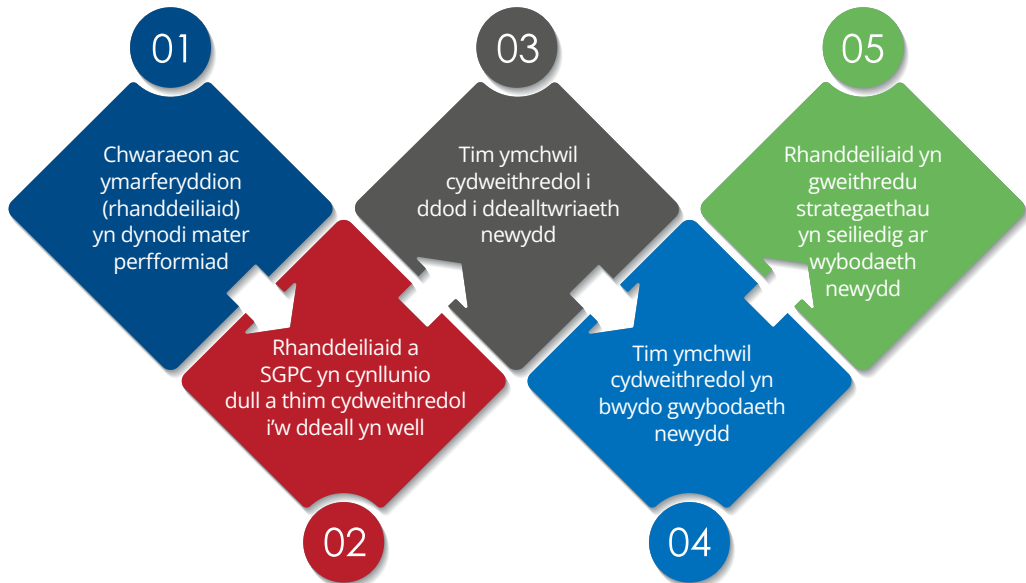 01
Chwaraeon ac
ymarferyddion
(rhanddeiliaid)
yn dynodi mater
perfformiad
02
Rhanddeiliaid a
SGPC yn cynllunio
dull a thim cydweithredol
i'w ddeall yn well
03
Tim ymchwil
cydweithredol i
ddod i ddealltwriaeth
newydd
04
Tim ymchwil
cydweithredol yn
bwydo gwybodaeth
newydd
05
Rhanddeiliaid yn
gweithredu
strategaethau
yn seiliedig ar
wybodaeth
newydd